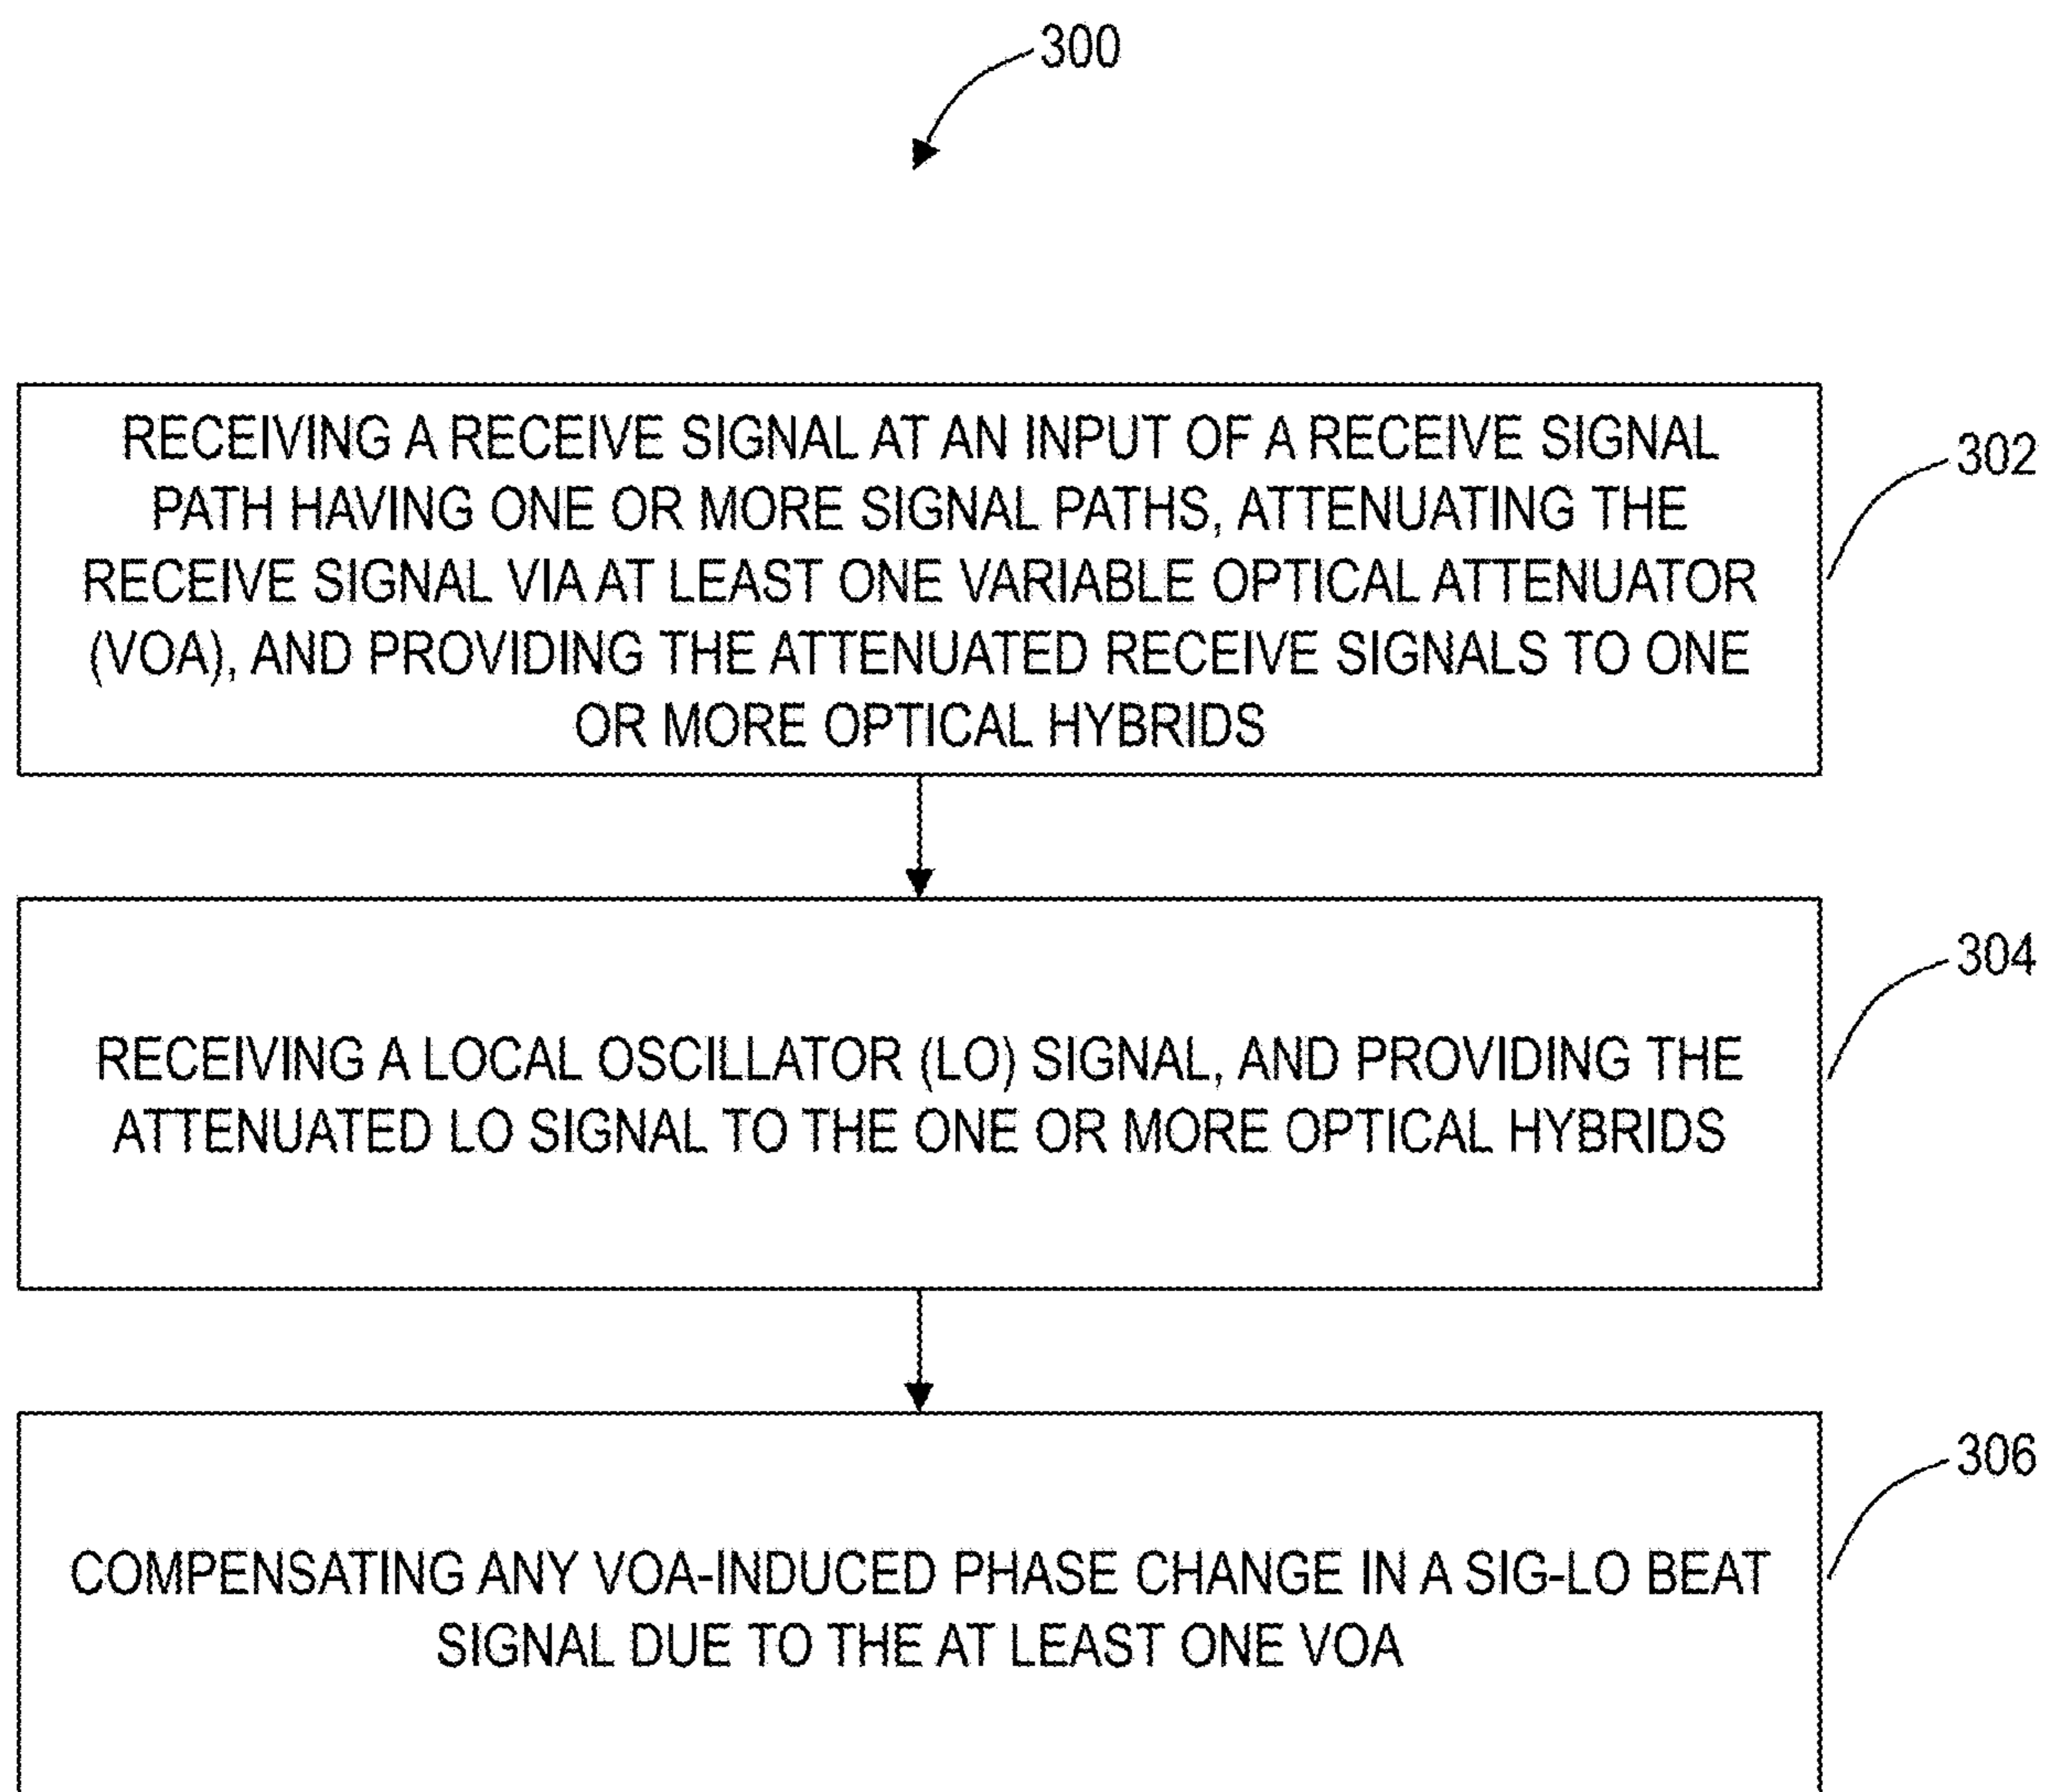 300
RECEIVING A RECEIVE SIGNAL AT AN INPUT OF A RECEIVE SIGNAL
PATH HAVING ONE OR MORE SIGNAL PATHS, ATTENUATING THE
RECEIVE SIGNAL VIA AT LEAST ONE VARIABLE OPTICAL ATTENUATOR
(VOA), AND PROVIDING THE ATTENUATED RECEIVE SIGNALS TO ONE
OR MORE OPTICAL HYBRIDS
302
RECEIVING A LOCAL OSCILLATOR (LO) SIGNAL, AND PROVIDING THE
ATTENUATED LO SIGNAL TO THE ONE OR MORE OPTICAL HYBRIDS
304
COMPENSATING ANY VOA-INDUCED PHASE CHANGE IN A SIG-LO BEAT
SIGNAL DUE TO THE AT LEAST ONE VOA
306